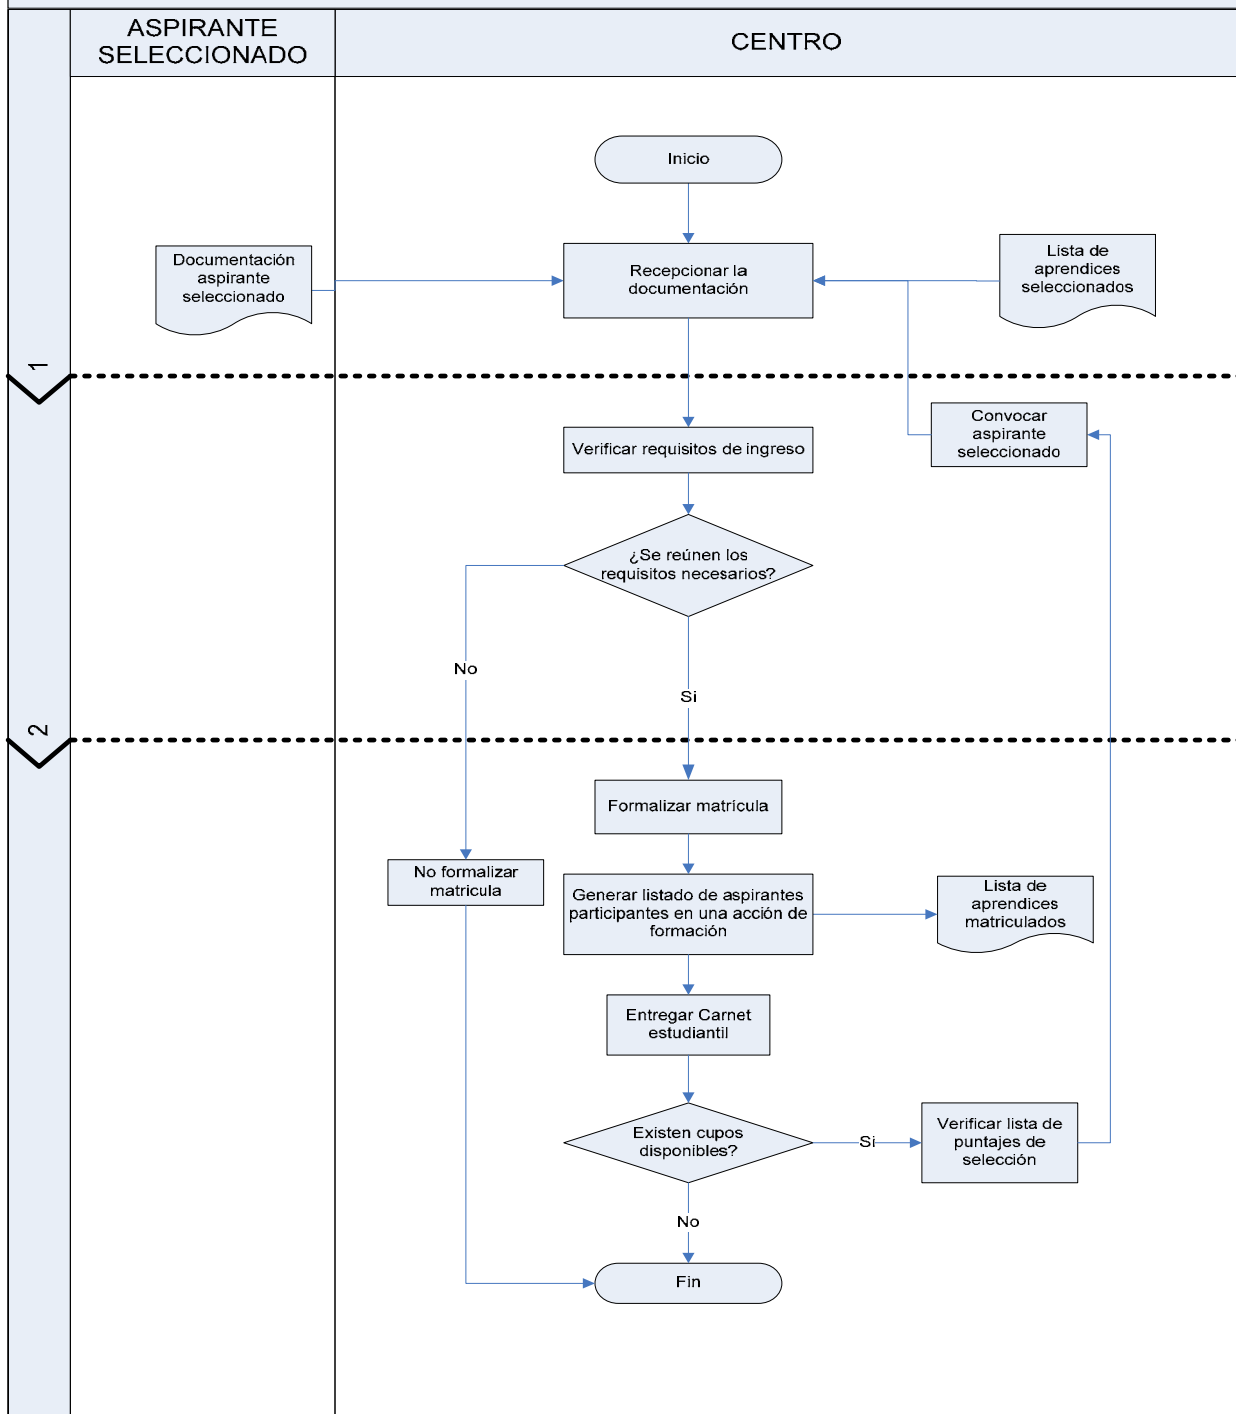 ASPIRANTE
SELECCIONADO
CENTRO
Inicio
Documentación
aspirante
seleccionado
Recepcionar la
documentación
Lista de
aprendices
seleccionados
1
Convocar
aspirante
seleccionado
Verificar requisitos de ingreso
¿Se reúnen los
requisitos necesarios?
No
Si
2
Formalizar matrícula
No formalizar
matricula
Generar listado de aspirantes
participantes en una acción de
formación
Lista de
aprendices
matriculados
Entregar Carnet
estudiantil
Existen cupos
disponibles?
Si
Verificar lista de
puntajes de
selección
No
Fin